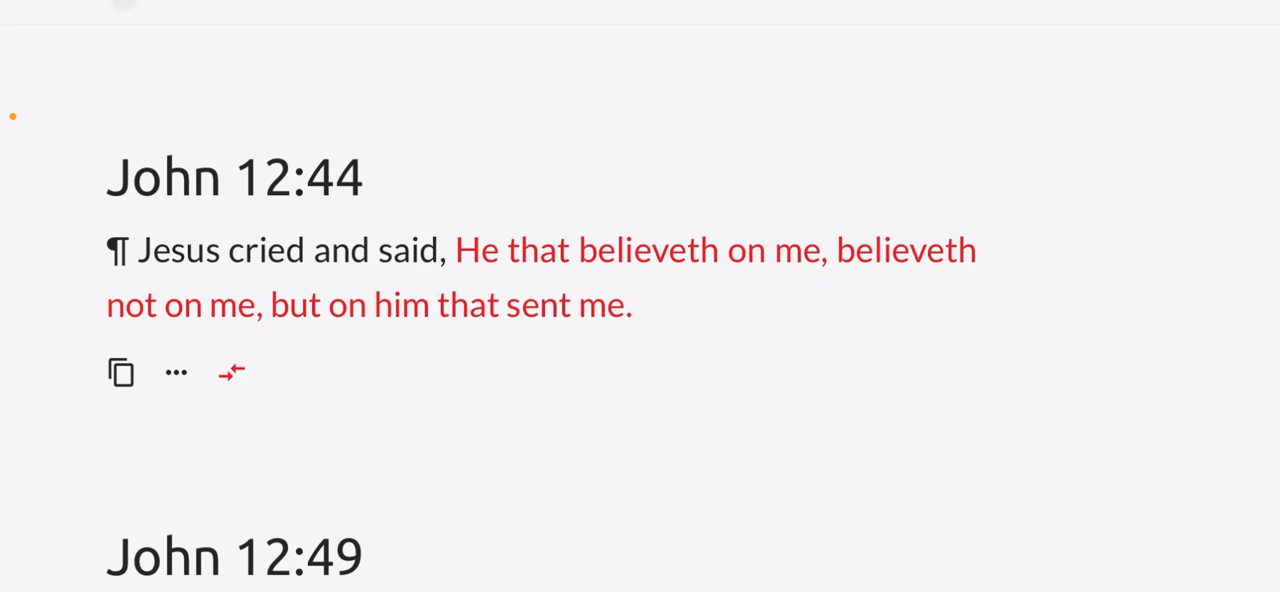 John 12:44
¶ Jesus cried and said, He that believeth on me, believeth
not on me, but on him that sent me.
John 12:49